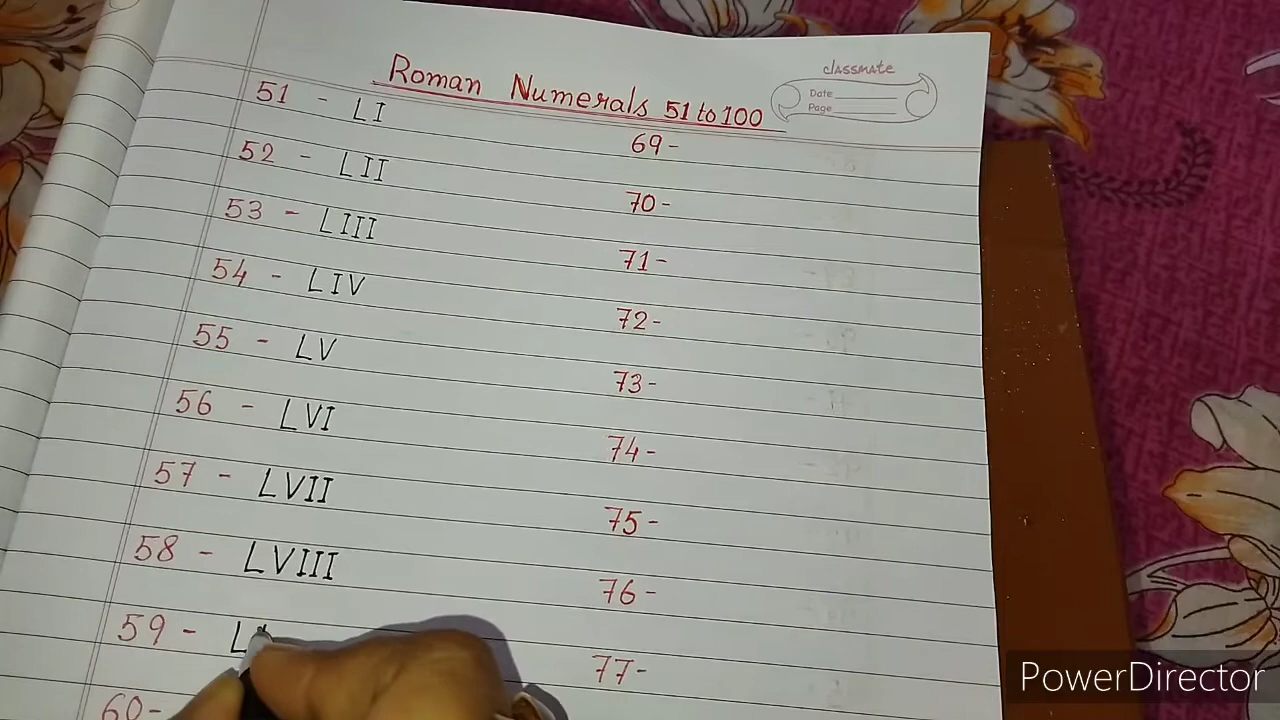 Roman Numerals 51 to 100
classmate
Date
Page
51 - LI
52 - LII
53 - LIII
54 - LIV
55 - LV
56 - LVI
57 - LVII
58 - LVIII
59 - L
60-
69-
70-
71-
72-
73-
74-
75-
76-
77-
PowerDirector